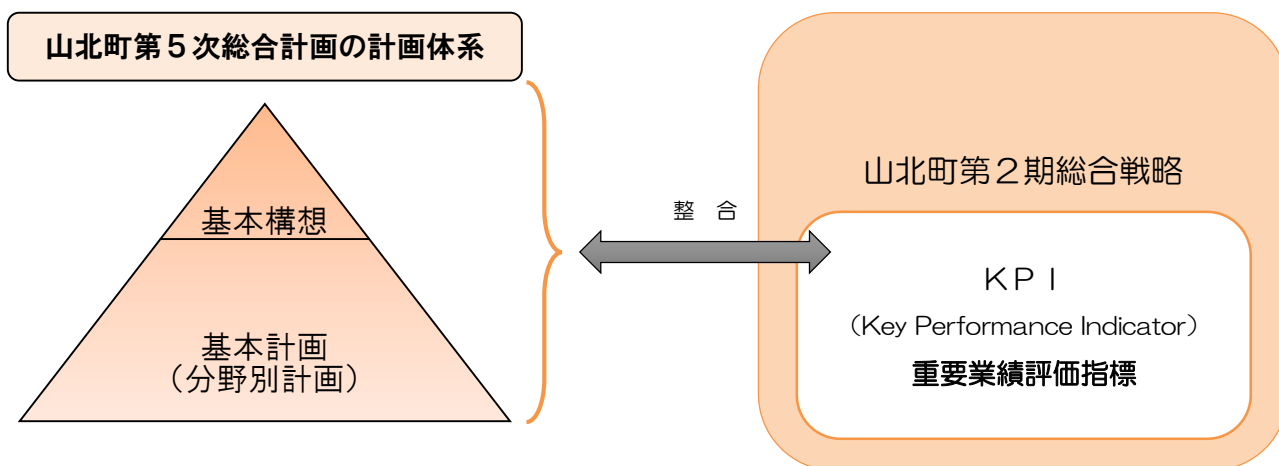 山北町第５次総合計画の計画体系
基本構想
基本計画
（分野別計画）
整　合
山北町第２期総合戦略
ＫＰＩ
（Key Performance Indicator）
重要業績評価指標